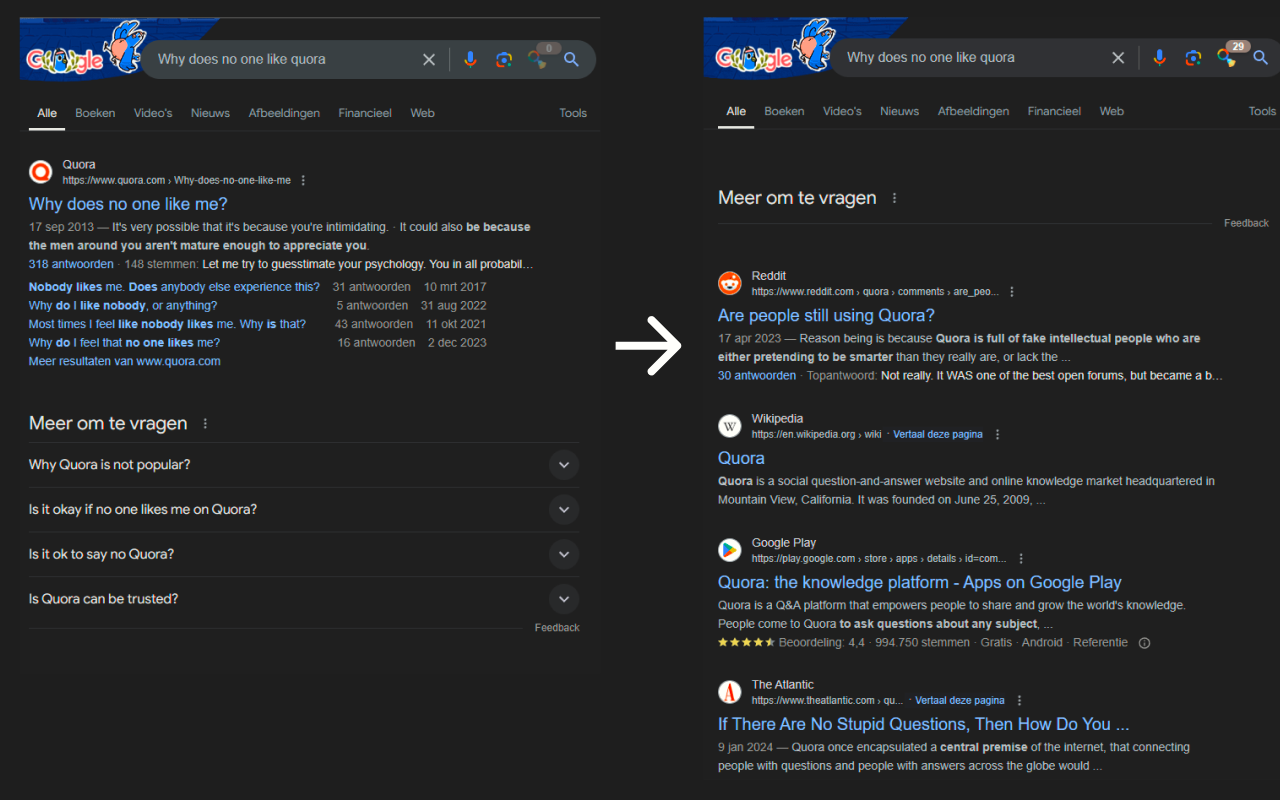 Google
Why does no one like quora
0
Alle Boeken Video's Nieuws Afbeeldingen Financieel Web Tools
Quora
https://www.quora.com › Why-does-no-one-like-me
Why does no one like me?
17 sep 2013 — It's very possible that it's because you're intimidating. · It could also be because
the men around you aren't mature enough to appreciate you.
318 antwoorden · 148 stemmen: Let me try to guesstimate your psychology. You in all probabil...
Nobody likes me. Does anybody else experience this? 31 antwoorden 10 mrt 2017
Why do I like nobody, or anything? 5 antwoorden 31 aug 2022
Most times I feel like nobody likes me. Why is that? 43 antwoorden 11 okt 2021
Why do I feel that no one likes me? 16 antwoorden 2 dec 2023
Meer resultaten van www.quora.com
Meer om te vragen
Why Quora is not popular?
Is it okay if no one likes me on Quora?
Is it ok to say no Quora?
Is Quora can be trusted?
Feedback
Google
Why does no one like quora
29
Alle Boeken Video's Nieuws Afbeeldingen Financieel Web Tools
Meer om te vragen
Feedback
Reddit
https://www.reddit.com › quora › comments › are_peo...
Are people still using Quora?
17 apr 2023 — Reason being is because Quora is full of fake intellectual people who are
either pretending to be smarter than they really are, or lack the ...
30 antwoorden · Topantwoord: Not really. It WAS one of the best open forums, but became a b...
W
Wikipedia
https://en.wikipedia.org › wiki · Vertaal deze pagina
Quora
Quora is a social question-and-answer website and online knowledge market headquartered in
Mountain View, California. It was founded on June 25, 2009, ...
Google Play
https://play.google.com › store › apps › details › id=com...
Quora: the knowledge platform - Apps on Google Play
Quora is a Q&A platform that empowers people to share and grow the world's knowledge.
People come to Quora to ask questions about any subject, ...
Beoordeling: 4,4 · 994.750 stemmen · Gratis · Android · Referentie
A
The Atlantic
https://www.theatlantic.com › qu... · Vertaal deze pagina
If There Are No Stupid Questions, Then How Do You ...
9 jan 2024 — Quora once encapsulated a central premise of the internet, that connecting
people with questions and people with answers across the globe would ...